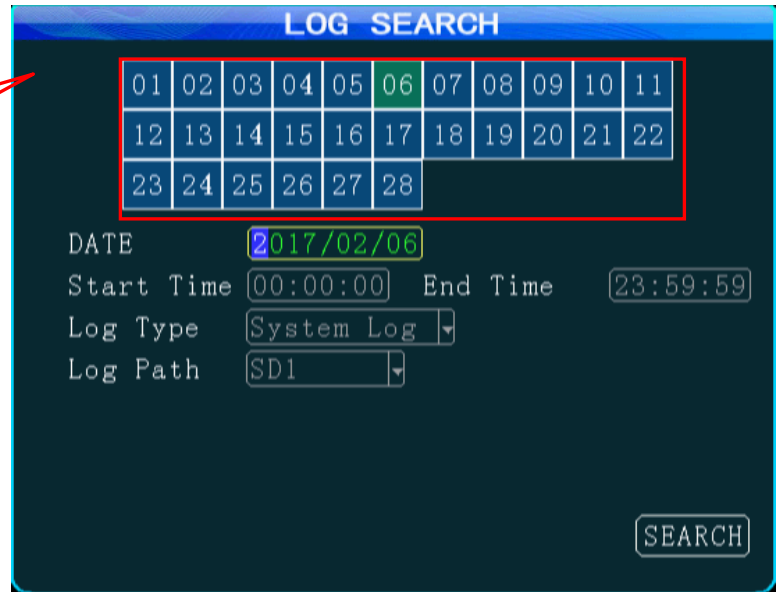 LOG SEARCH
01 02 03 04 05 06 07 08 09 10 11
12 13 14 15 16 17 18 19 20 21 22
23 24 25 26 27 28
DATE 2017/02/06
Start Time 00:00:00 End Time 23:59:59
Log Type System Log
Log Path SD1
SEARCH